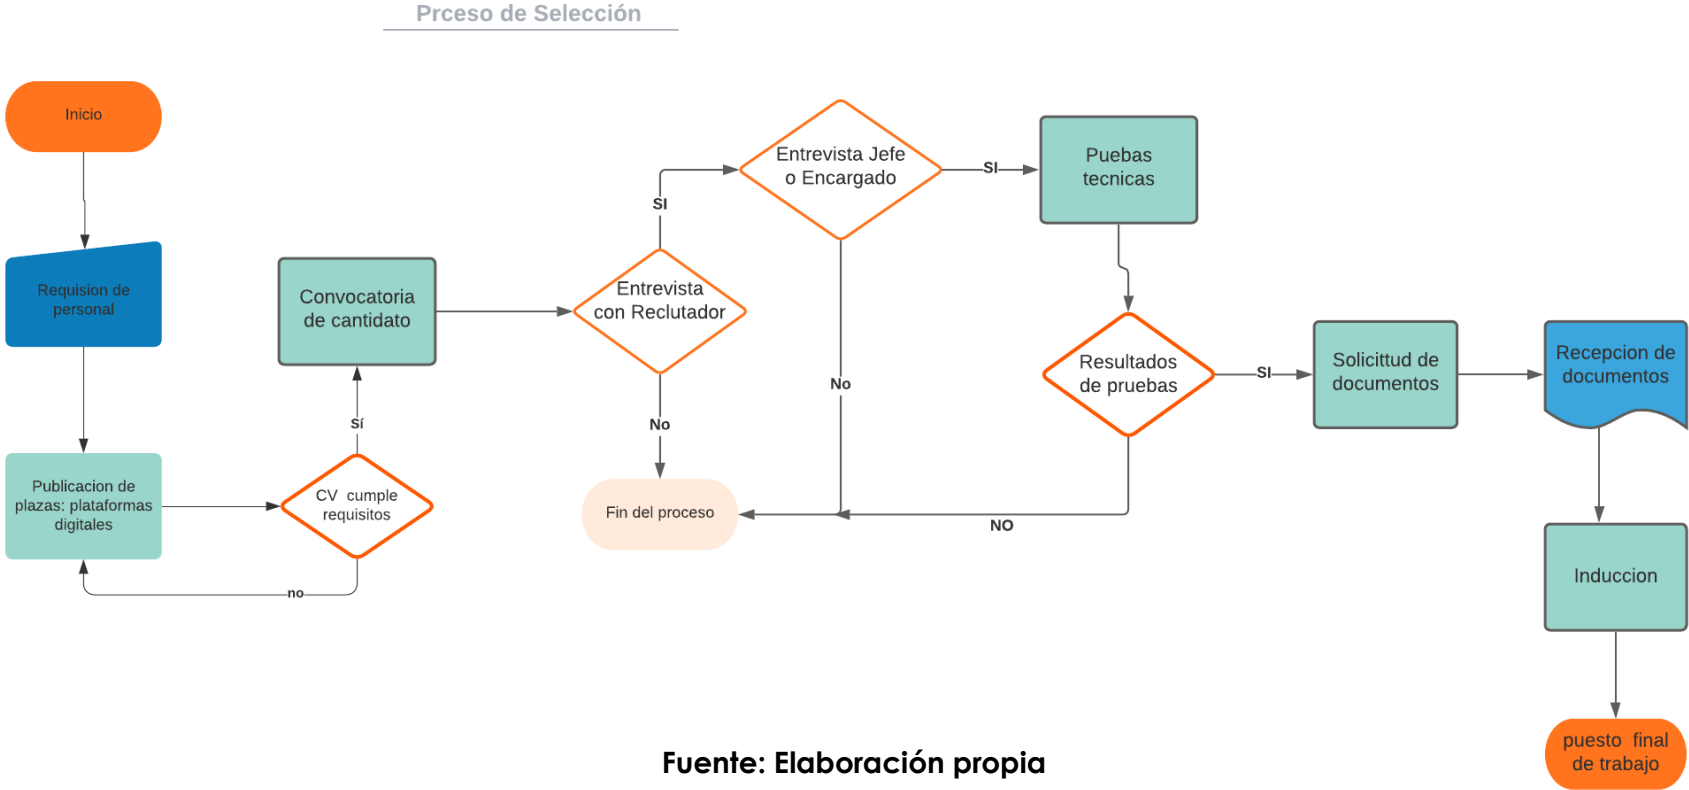 Prceso de Selección
Inicio
Requision de
personal
Publicacion de
plazas: plataformas
digitales
CV cumple
requisitos
no
Sí
Convocatoria
de cantidato
Entrevista
con Reclutador
SI
No
Fin del proceso
Entrevista Jefe
o Encargado
SI
No
Puebas
tecnicas
Resultados
de pruebas
NO
SI
Solicittud de
documentos
Recepcion de
documentos
Induccion
puesto final
de trabajo
Fuente: Elaboración propia